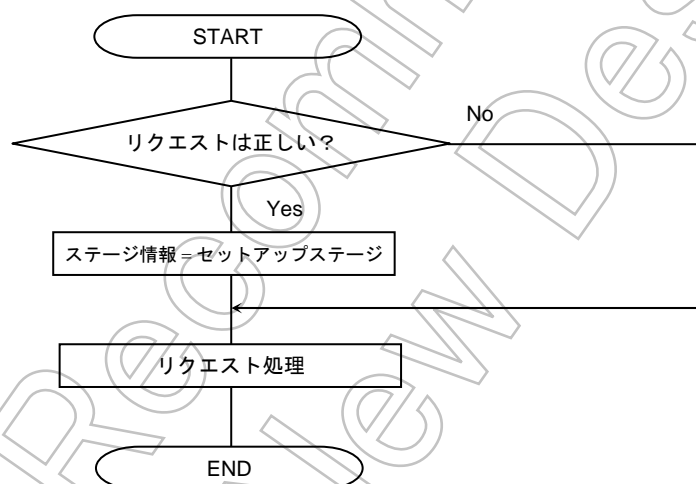 START
リクエストは正しい？
No
Yes
ステージ情報＝セットアップステージ
リクエスト処理
END